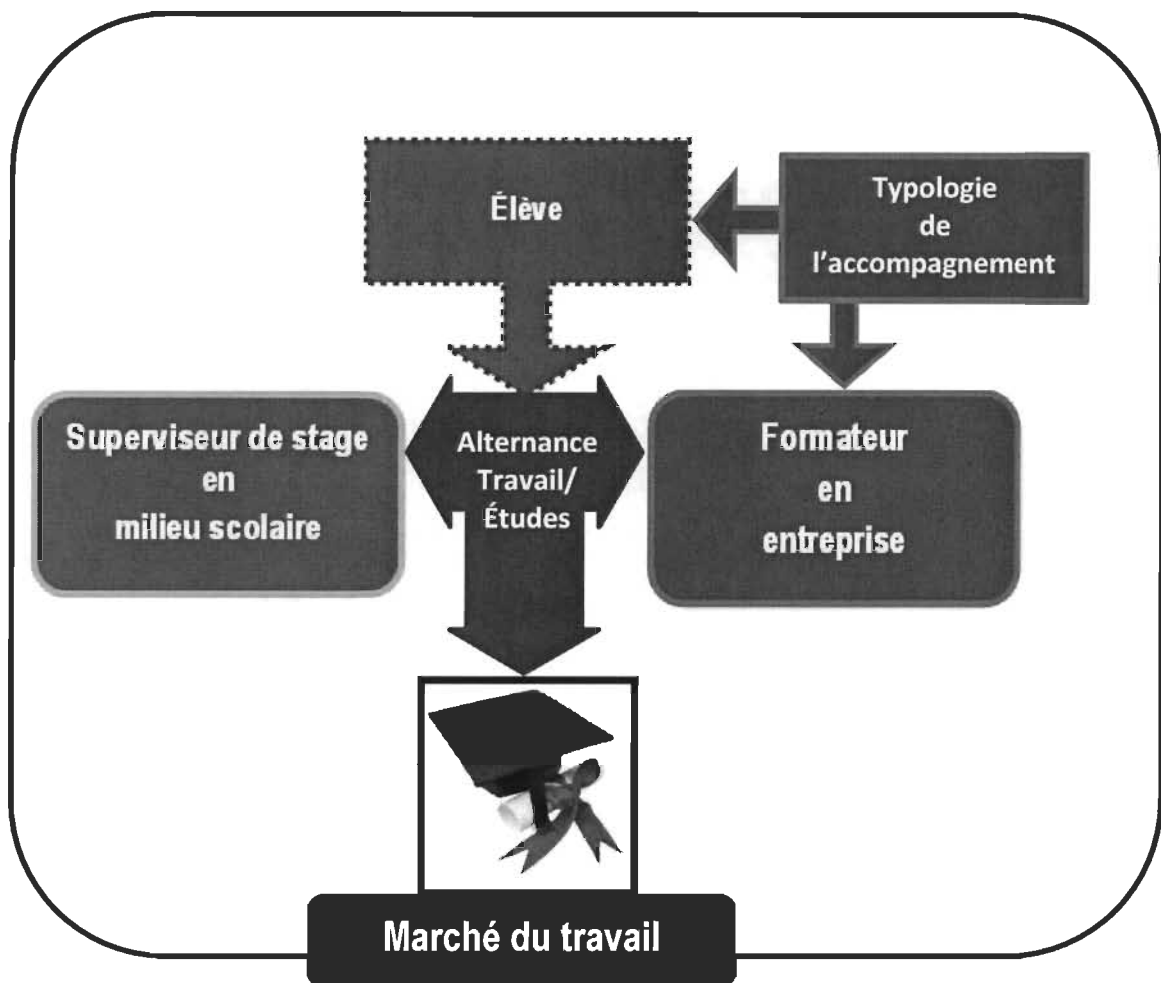 Élève
Typologie
de
l'accompagnement
Superviseur de stage
en
milieu scolaire
Alternance
Travail/
Études
Formateur
en
entreprise
Marché du travail